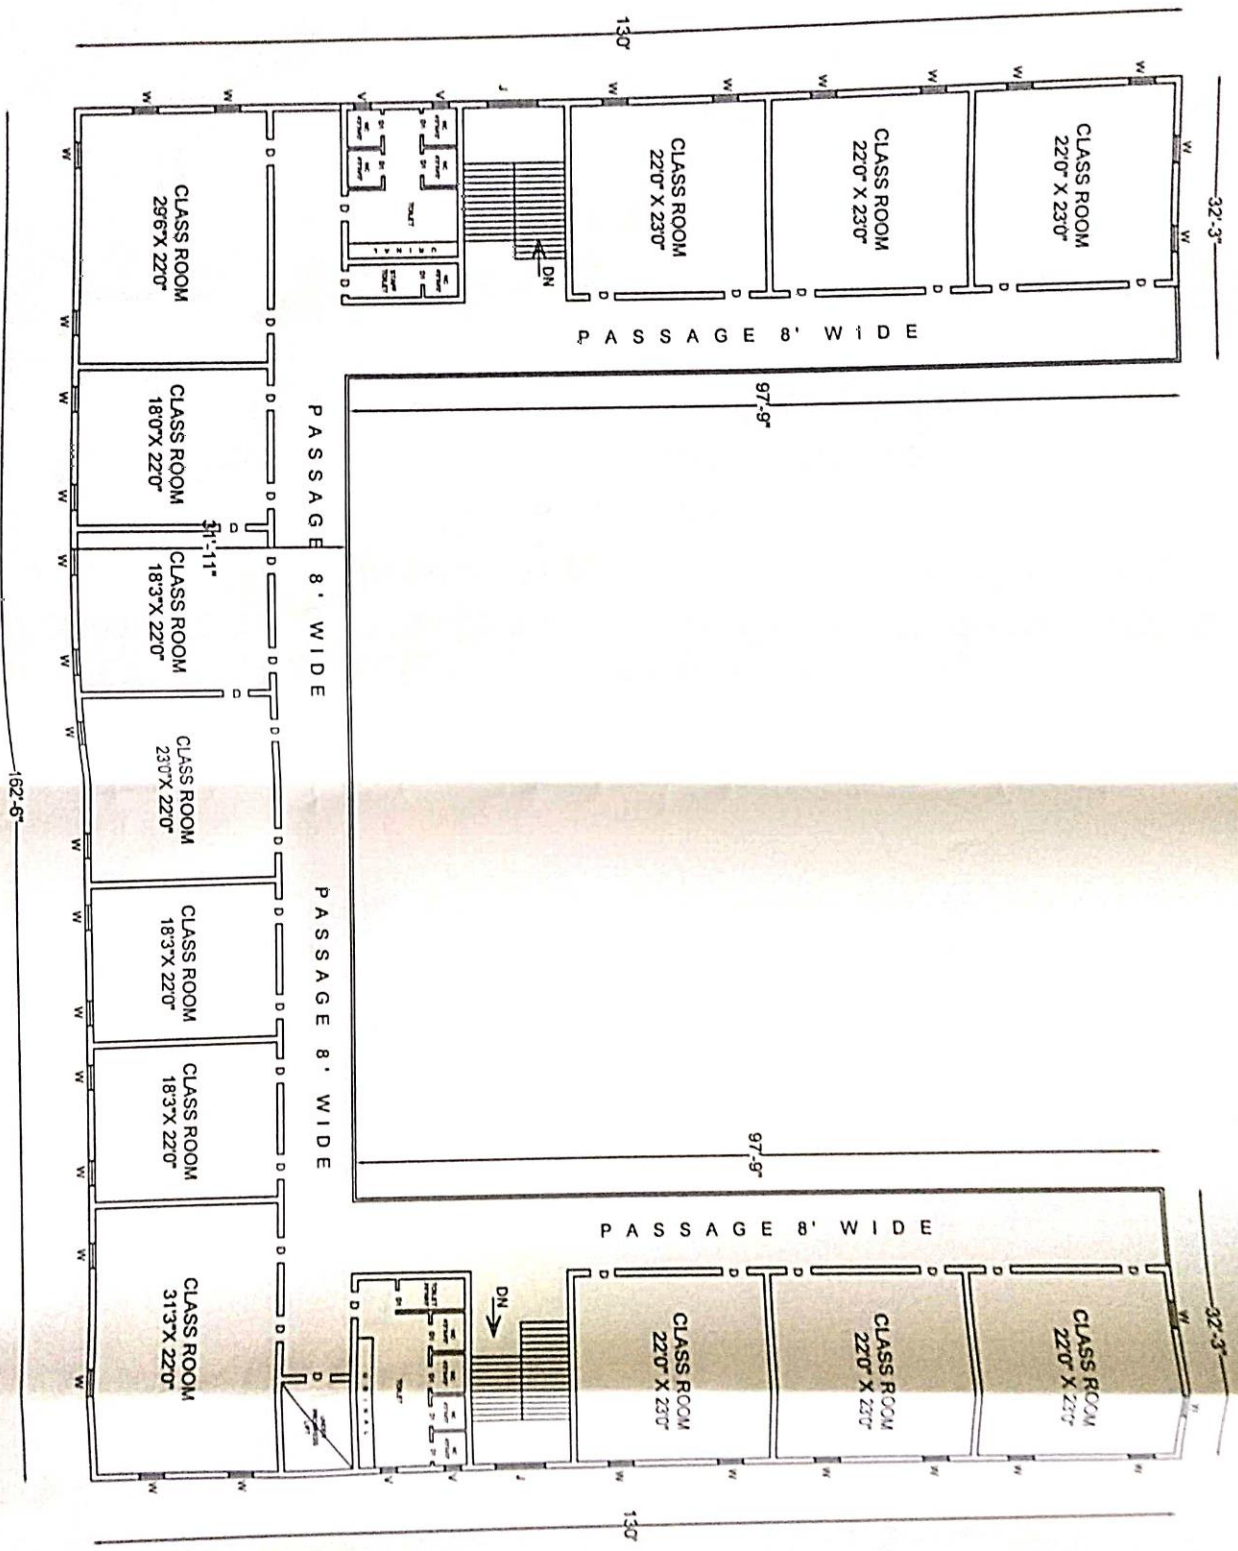 130'
32'-3"
CLASS ROOM
22'0" X 23'0"
CLASS ROOM
22'0" X 23'0"
CLASS ROOM
22'0" X 23'0"
DN
PASSAGE 8' WIDE
97'-9"
TOILET
URINAL
STAFF
TOILET
CLASS ROOM
29'6"X 22'0"
CLASS ROOM
18'0"X 22'0"
31'-11"
CLASS ROOM
18'3"X 22'0"
CLASS ROOM
23'0"X 22'0"
CLASS ROOM
18'3"X 22'0"
CLASS ROOM
18'3"X 22'0"
CLASS ROOM
31'3"X 22'0"
PASSAGE 8' WIDE
PASSAGE 8' WIDE
162'-6"
97'-9"
PASSAGE 8' WIDE
32'-3"
DN
CLASS ROOM
22'0" X 23'0"
CLASS ROOM
22'0" X 23'0"
CLASS ROOM
22'0" X 23'0"
TOILET
LIFT
130'